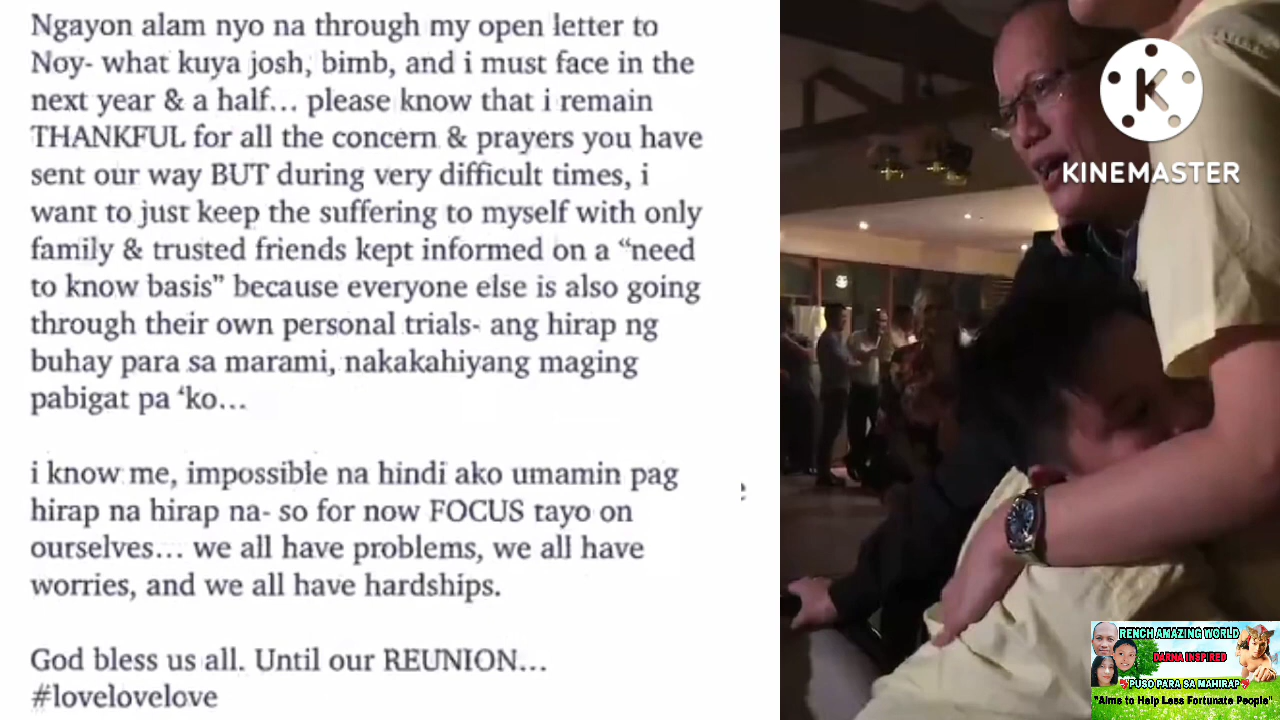 Ngayon alam nyo na through my open letter to
Noy- what kuya josh, bimb, and i must face in the
next year & a half... please know that i remain
THANKFUL for all the concern & prayers you have
sent our way BUT during very difficult times, i
want to just keep the suffering to myself with only
family & trusted friends kept informed on a “need
to know basis” because everyone else is also going
through their own personal trials- ang hirap ng
buhay para sa marami, nakakahiyang maging
pabigat pa ‘ko...
i know me, impossible na hindi ako umamin pag
hirap na hirap na- so for now FOCUS tayo on
ourselves... we all have problems, we all have
worries, and we all have hardships.
God bless us all. Until our REUNION...
#lovelovelove
K
KINEMASTER
RENCH AMAZING WORLD
DARNA INSPIRED
PUSO PARA SA MAHIRAP
"Aims to Help Less Fortunate People"